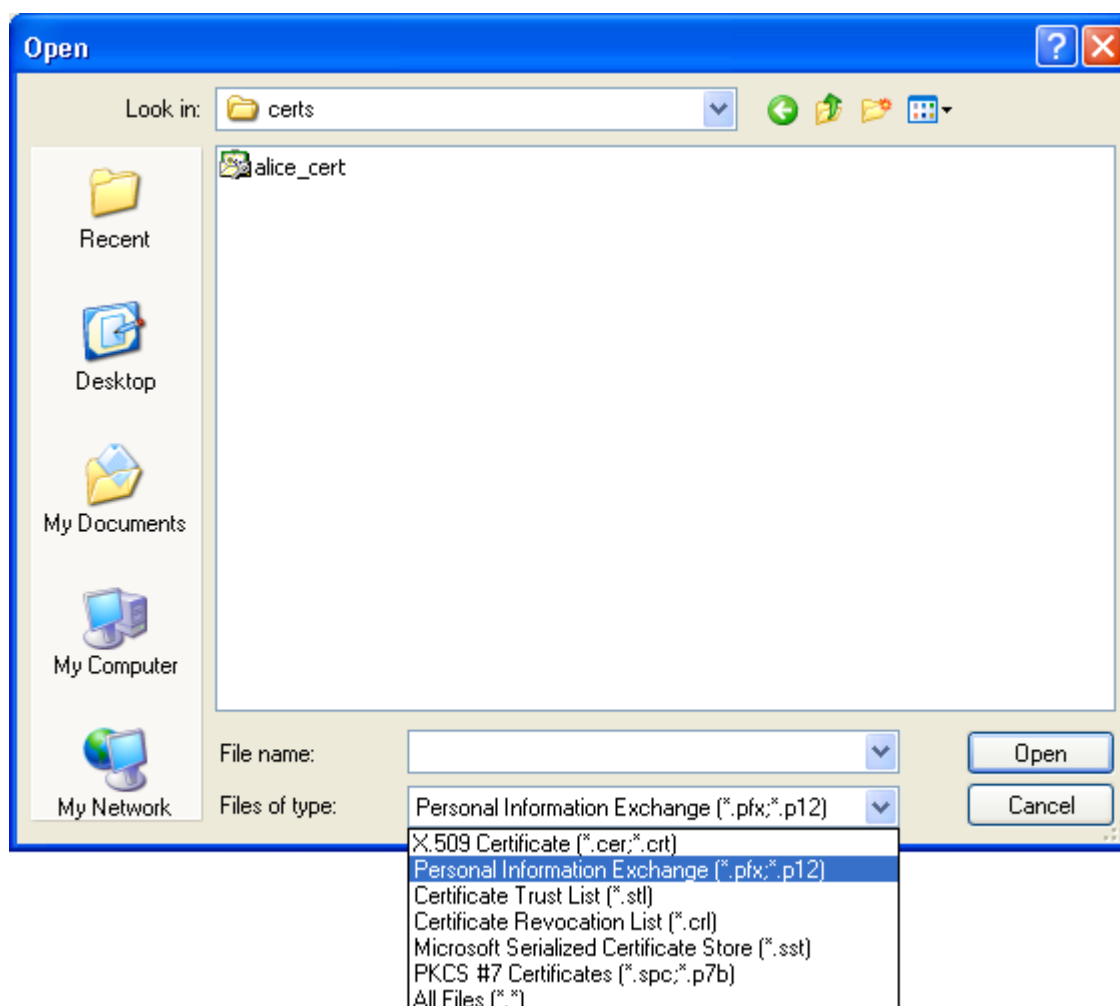 Open
Look in: certs
alice_cert
Recent
Desktop
My Documents
My Computer
My Network
File name:
Open
Files of type: Personal Information Exchange (*.pfx;*.p12)
Cancel
X.509 Certificate (*.cer;*.crt)
Personal Information Exchange (*.pfx;*.p12)
Certificate Trust List (*.stl)
Certificate Revocation List (*.crl)
Microsoft Serialized Certificate Store (*.sst)
PKCS #7 Certificates (*.spc;*.p7b)
All Files (*.*)